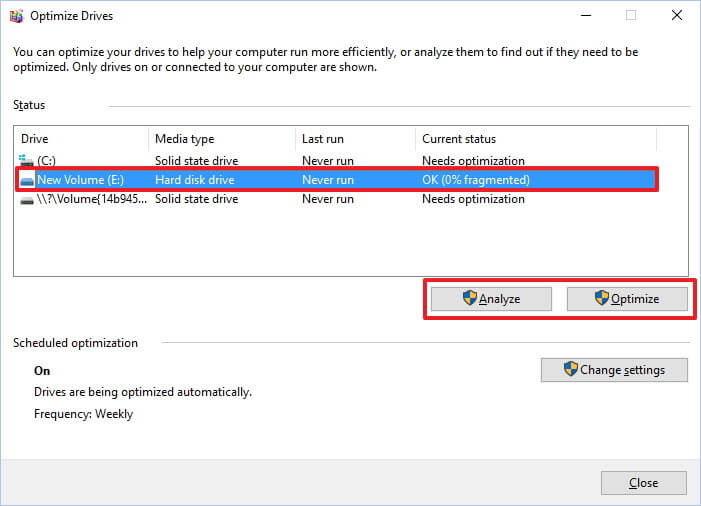 Optimize Drives
You can optimize your drives to help your computer run more efficiently, or analyze them to find out if they need to be
optimized. Only drives on or connected to your computer are shown.
Status
Drive Media type Last run Current status
(C:) Solid state drive Never run Needs optimization
New Volume (E:) Hard disk drive Never run OK (0% fragmented)
\\?\Volume{14b945... Solid state drive Never run Needs optimization
Analyze Optimize
Scheduled optimization
On Change settings
Drives are being optimized automatically.
Frequency: Weekly
Close